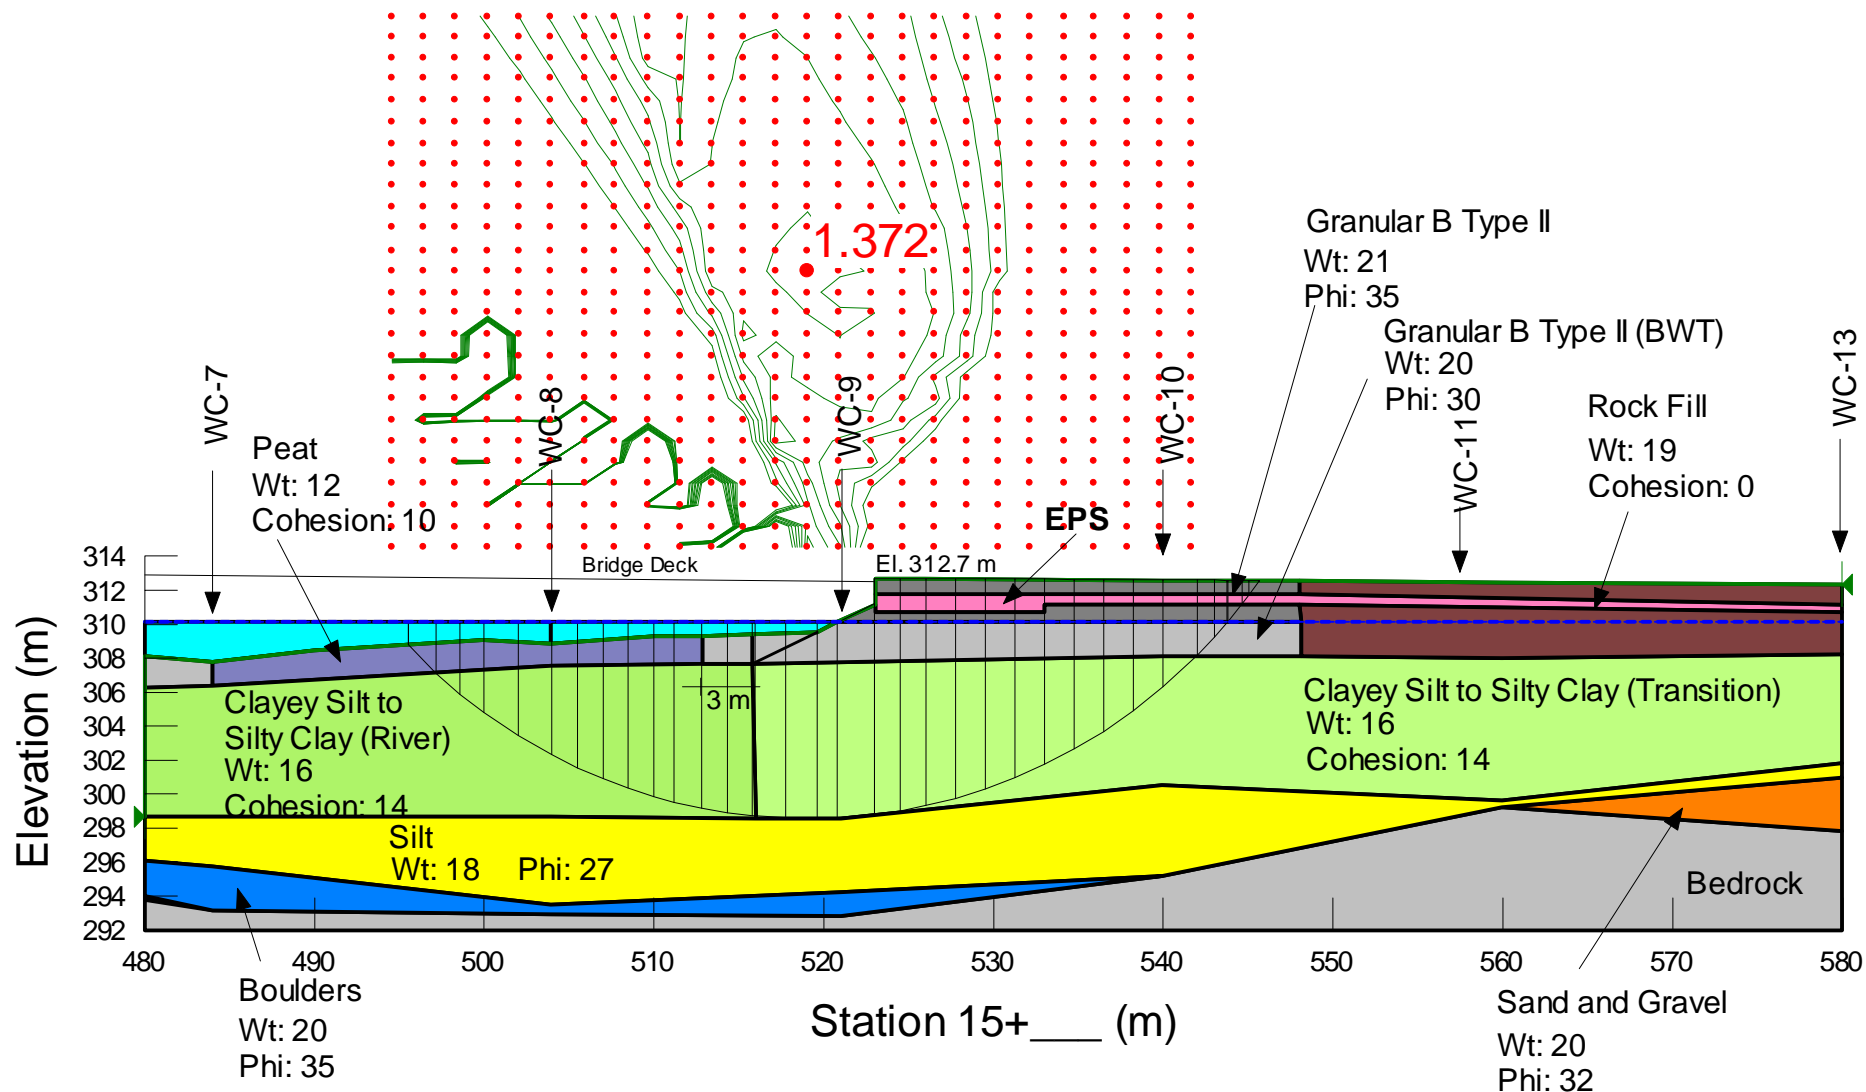 1.372
Granular B Type II
Wt: 21
Phi: 35
Granular B Type II (BWT)
Wt: 20
Phi: 30
Rock Fill
Wt: 19
Cohesion: 0
WC-7
WC-8
WC-9
WC-10
WC-11
WC-13
Peat
Wt: 12
Cohesion: 10
EPS
Bridge Deck
El. 312.7 m
314
312
310
308
306
304
302
300
298
296
294
292
Elevation (m)
3 m
Clayey Silt to
Silty Clay (River)
Wt: 16
Cohesion: 14
Clayey Silt to Silty Clay (Transition)
Wt: 16
Cohesion: 14
Silt
Wt: 18 Phi: 27
Bedrock
480 490 500 510 520 530 540 550 560 570 580
Boulders
Wt: 20
Phi: 35
Station 15+___ (m)
Sand and Gravel
Wt: 20
Phi: 32